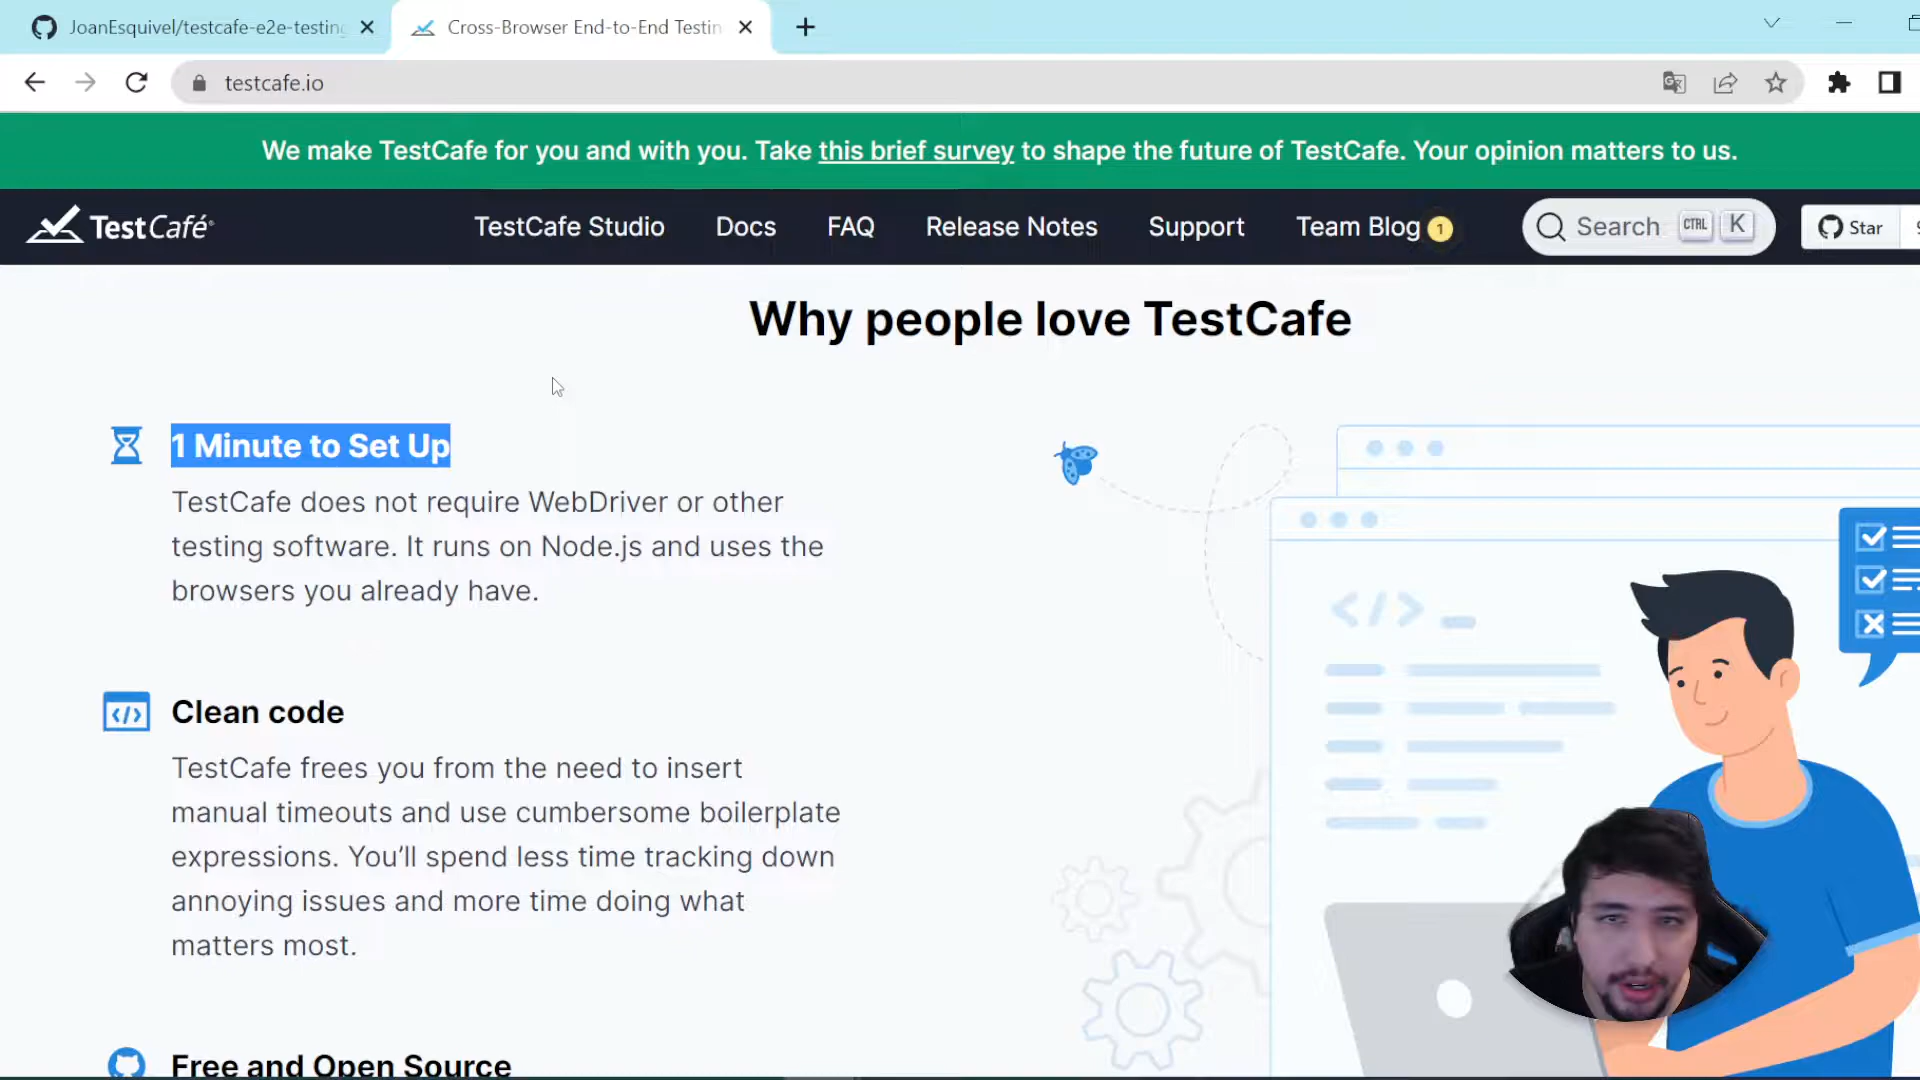 JoanEsquivel/testcafe-e2e-testing
Cross-Browser End-to-End Testin
testcafe.io
We make TestCafe for you and with you. Take this brief survey to shape the future of TestCafe. Your opinion matters to us.
TestCafé®
TestCafe Studio
Docs
FAQ
Release Notes
Support
Team Blog 1
Search CTRL K
Star
Why people love TestCafe
1 Minute to Set Up
TestCafe does not require WebDriver or other
testing software. It runs on Node.js and uses the
browsers you already have.
Clean code
TestCafe frees you from the need to insert
manual timeouts and use cumbersome boilerplate
expressions. You’ll spend less time tracking down
annoying issues and more time doing what
matters most.
Free and Open Source